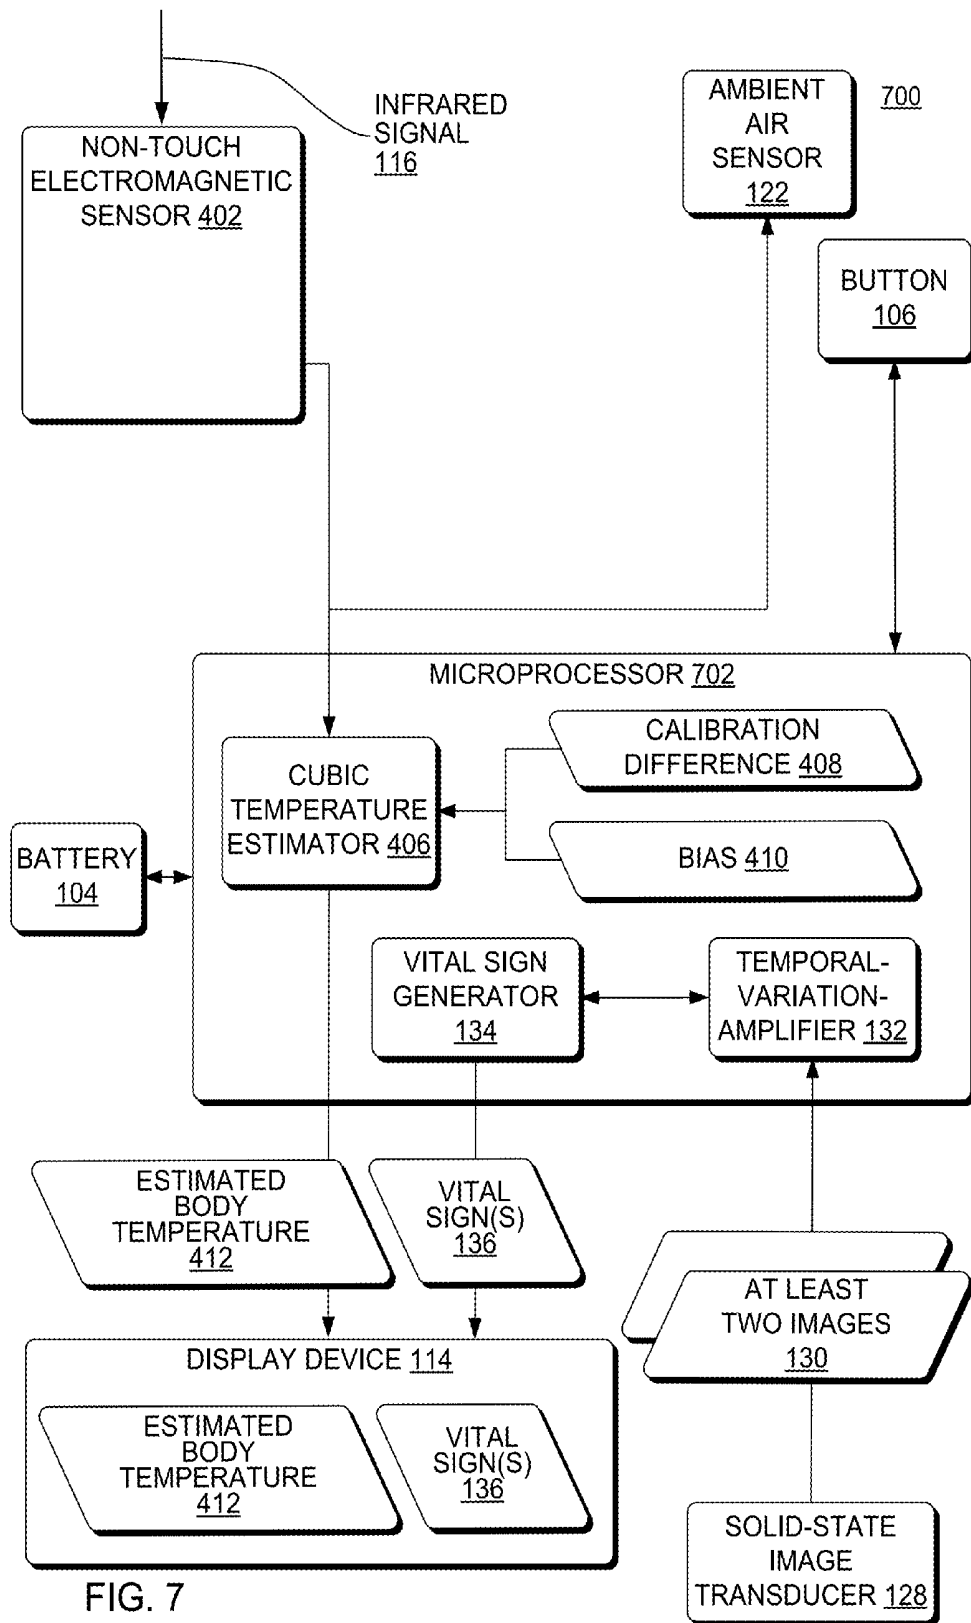 INFRARED
SIGNAL
116
NON-TOUCH
ELECTROMAGNETIC
SENSOR 402
AMBIENT
AIR
SENSOR
122
700
BUTTON
106
MICROPROCESSOR 702
CUBIC
TEMPERATURE
ESTIMATOR 406
CALIBRATION
DIFFERENCE 408
BIAS 410
BATTERY
104
VITAL SIGN
GENERATOR
134
TEMPORAL-
VARIATION-
AMPLIFIER 132
ESTIMATED
BODY
TEMPERATURE
412
VITAL
SIGN(S)
136
AT LEAST
TWO IMAGES
130
DISPLAY DEVICE 114
ESTIMATED
BODY
TEMPERATURE
412
VITAL
SIGN(S)
136
SOLID-STATE
IMAGE
TRANSDUCER 128
FIG. 7